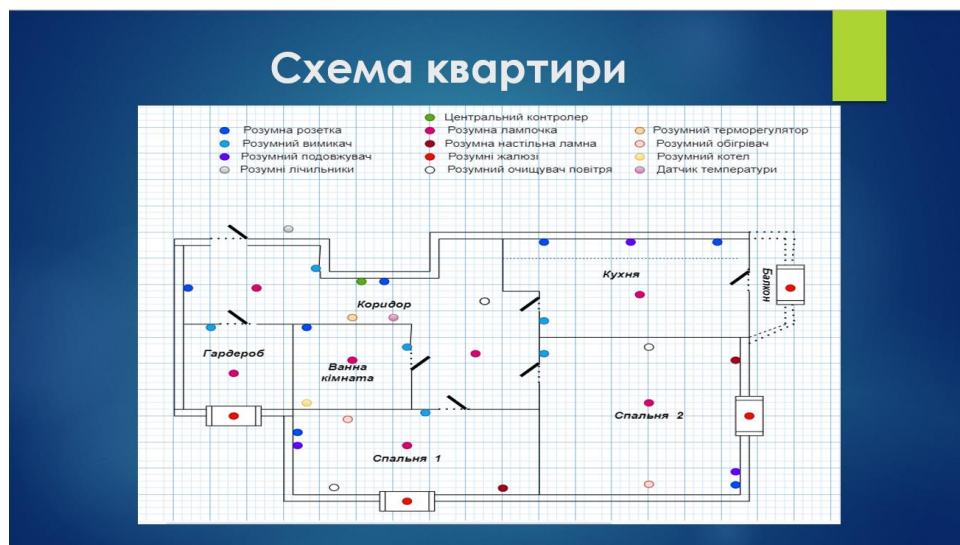 Схема квартири
Центральний контролер
Розумна розетка
Розумна лампочка
Розумний терморегулятор
Розумний вимикач
Розумна настільна ламна
Розумний обігрівач
Розумний подовжувач
Розумні жалюзі
Розумний котел
Розумні лічильники
Розумний очищувач повітря
Датчик температури
Кухня
Балкон
Коридор
Гардероб
Ванна
кімната
Спальня 2
Спальня 1